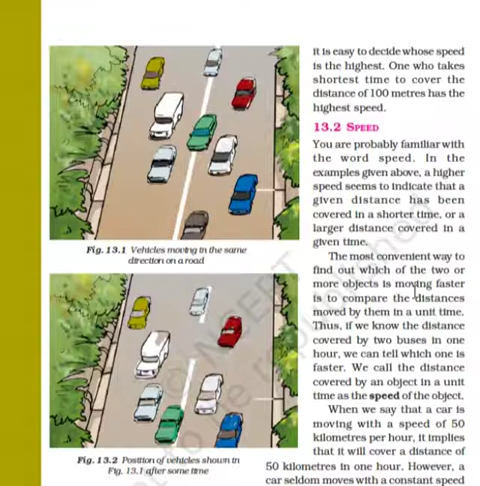 it is easy to decide whose speed
is the highest. One who takes
shortest time to cover the
distance of 100 metres has the
highest speed.
13.2 SPEED
You are probably familiar with
the word speed. In the
examples given above, a higher
speed seems to indicate that a
given distance has been
covered in a shorter time, or a
larger distance covered in a
given time.
The most convenient way to
find out which of the two or
more objects is moving faster
is to compare the distances
moved by them in a unit time.
Thus, if we know the distance
covered by two buses in one
hour, we can tell which one is
faster. We call the distance
covered by an object in a unit
time as the speed of the object.
When we say that a car is
moving with a speed of 50
kilometres per hour, it implies
that it will cover a distance of
50 kilometres in one hour. However, a
car seldom moves with a constant speed
Fig. 13.1 Vehicles moving in the same
direction on a road
Fig. 13.2 Position of vehicles shown in
Fig. 13.1 after some time